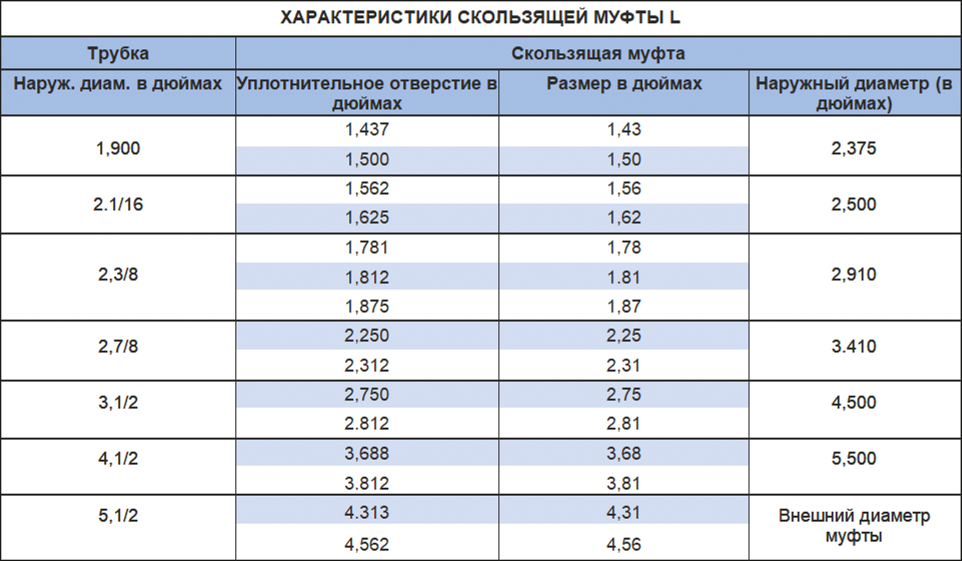 ХАРАКТЕРИСТИКИ СКОЛЬЗЯЩЕЙ МУФТЫ L
Трубка Скользящая муфта
Наруж. диам. в дюймах Уплотнительное отверстие в дюймах Размер в дюймах Наружный диаметр (в дюймах)
1,900 1,437 1,43 2,375
1,500 1,50
2.1/16 1,562 1,56 2,500
1,625 1,62
2,3/8 1,781 1,78 2,910
1,812 1.81
1,875 1,87
2,7/8 2,250 2,25 3.410
2,312 2,31
3,1/2 2,750 2,75 4,500
2.812 2,81
4,1/2 3,688 3,68 5,500
3.812 3,81
5,1/2 4.313 4,31 Внешний диаметр муфты
4,562 4,56